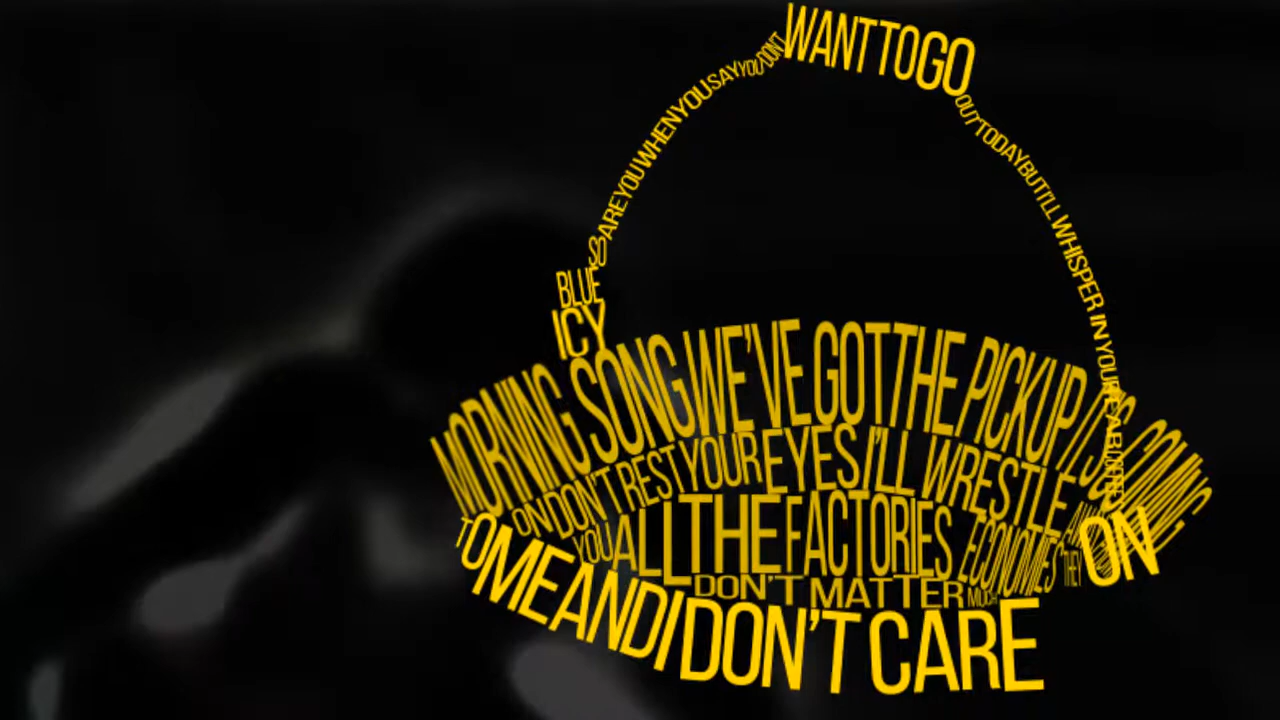 BLUE
ICY
& ARE YOU WHEN YOU SAY YOU DON'T
WANT TO GO
OUT TODAY BUT I'LL WHISPER IN YOUR EAR
ON
MORNING SONG WE'VE GOT THE PICKUP IT'S COMING
ON DON'T REST YOUR EYES I'LL WRESTLE
YOU ALL THE FACTORIES ECONOMIES THEY
DON'T MATTER MUCH
TO ME AND I DON'T CARE